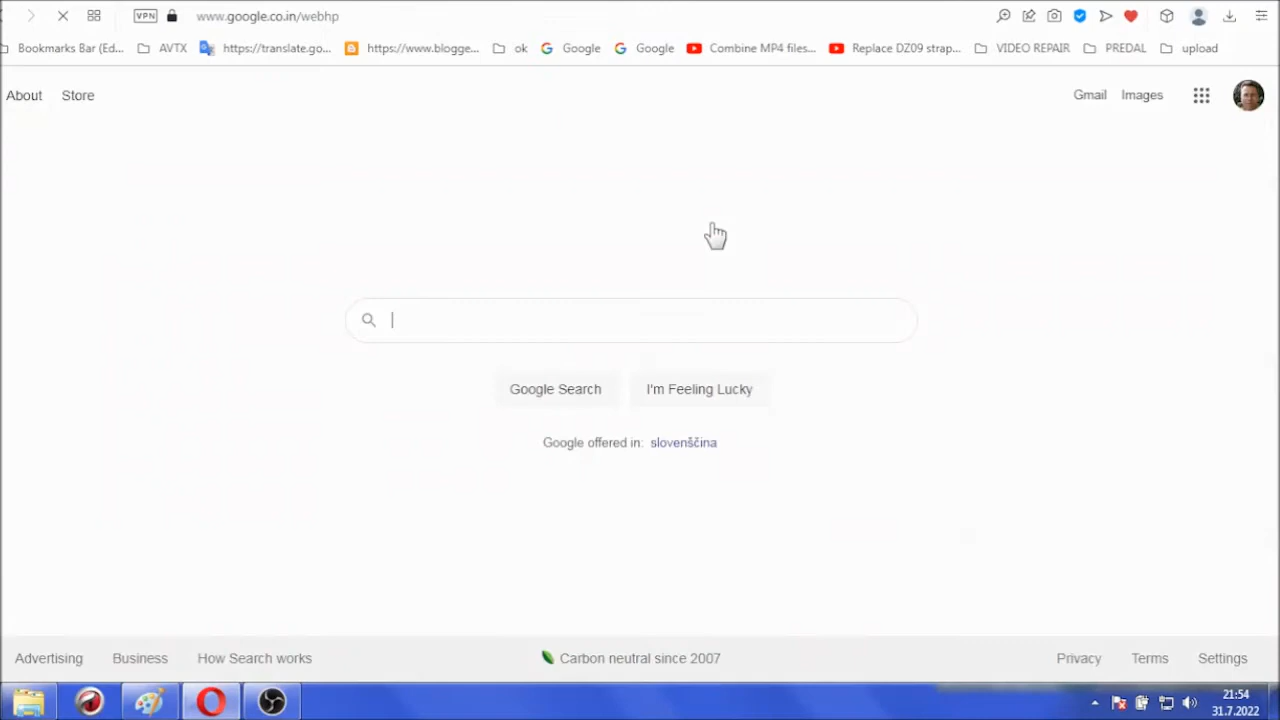 VPN www.google.co.in/webhp
Bookmarks Bar (Ed... AVTX https://translate.go... https://www.blogge... ok Google Google Combine MP4 files... Replace DZ09 strap... VIDEO REPAIR PREDAL upload
About Store Gmail Images
Google Search I'm Feeling Lucky
Google offered in: slovenščina
Advertising Business How Search works Carbon neutral since 2007 Privacy Terms Settings
21:54
31.7.2022